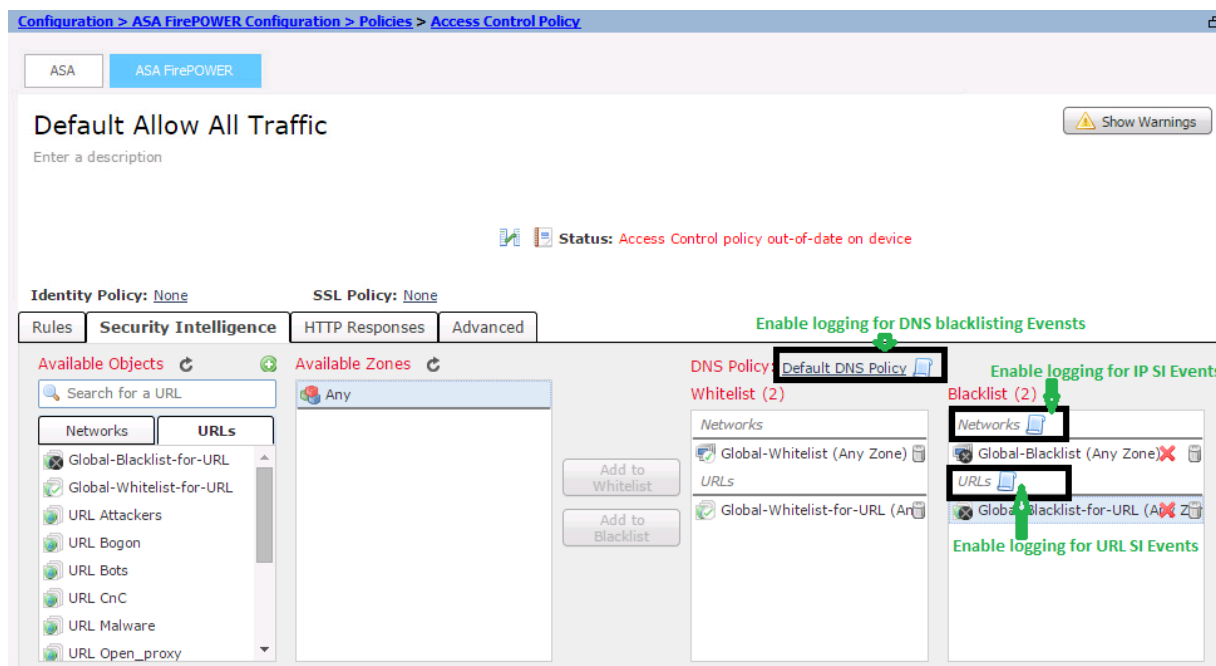 Configuration > ASA FirePOWER Configuration > Policies > Access Control Policy
ASA
ASA FirePOWER
Default Allow All Traffic
Show Warnings
Enter a description
Status: Access Control policy out-of-date on device
Identity Policy: None
SSL Policy: None
Rules
Security Intelligence
HTTP Responses
Advanced
Enable logging for DNS blacklisting Evensts
Available Objects
Available Zones
DNS Policy: Default DNS Policy
Enable logging for IP SI Events
Search for a URL
Any
Whitelist (2)
Blacklist (2)
Networks
URLs
Networks
Networks
Global-Blacklist-for-URL
Global-Whitelist (Any Zone)
Global-Blacklist (Any Zone)
Global-Whitelist-for-URL
Add to Whitelist
URLs
URLs
URL Attackers
Global-Whitelist-for-URL (An
Global-Blacklist-for-URL (Any Z
URL Bogon
Add to Blacklist
Enable logging for URL SI Events
URL Bots
URL CnC
URL Malware
URL Open_proxy